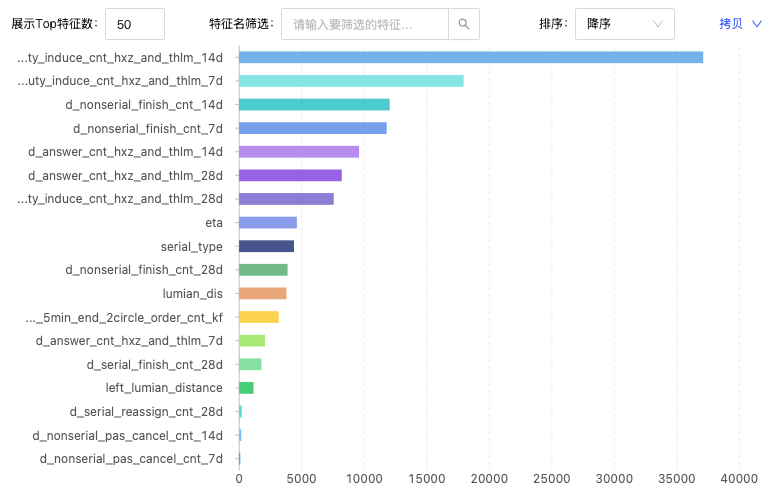 展示Top特征数： 50 特征名筛选： 请输入要筛选的特征... 排序： 降序 拷贝
...ty_induce_cnt_hxz_and_thlm_14d
...uty_induce_cnt_hxz_and_thlm_7d
d_nonserial_finish_cnt_14d
d_nonserial_finish_cnt_7d
d_answer_cnt_hxz_and_thlm_14d
d_answer_cnt_hxz_and_thlm_28d
...ty_induce_cnt_hxz_and_thlm_28d
eta
serial_type
d_nonserial_finish_cnt_28d
lumian_dis
..._5min_end_2circle_order_cnt_kf
d_answer_cnt_hxz_and_thlm_7d
d_serial_finish_cnt_28d
left_lumian_distance
d_serial_reassign_cnt_28d
d_nonserial_pas_cancel_cnt_14d
d_nonserial_pas_cancel_cnt_7d
0 5000 10000 15000 20000 25000 30000 35000 40000